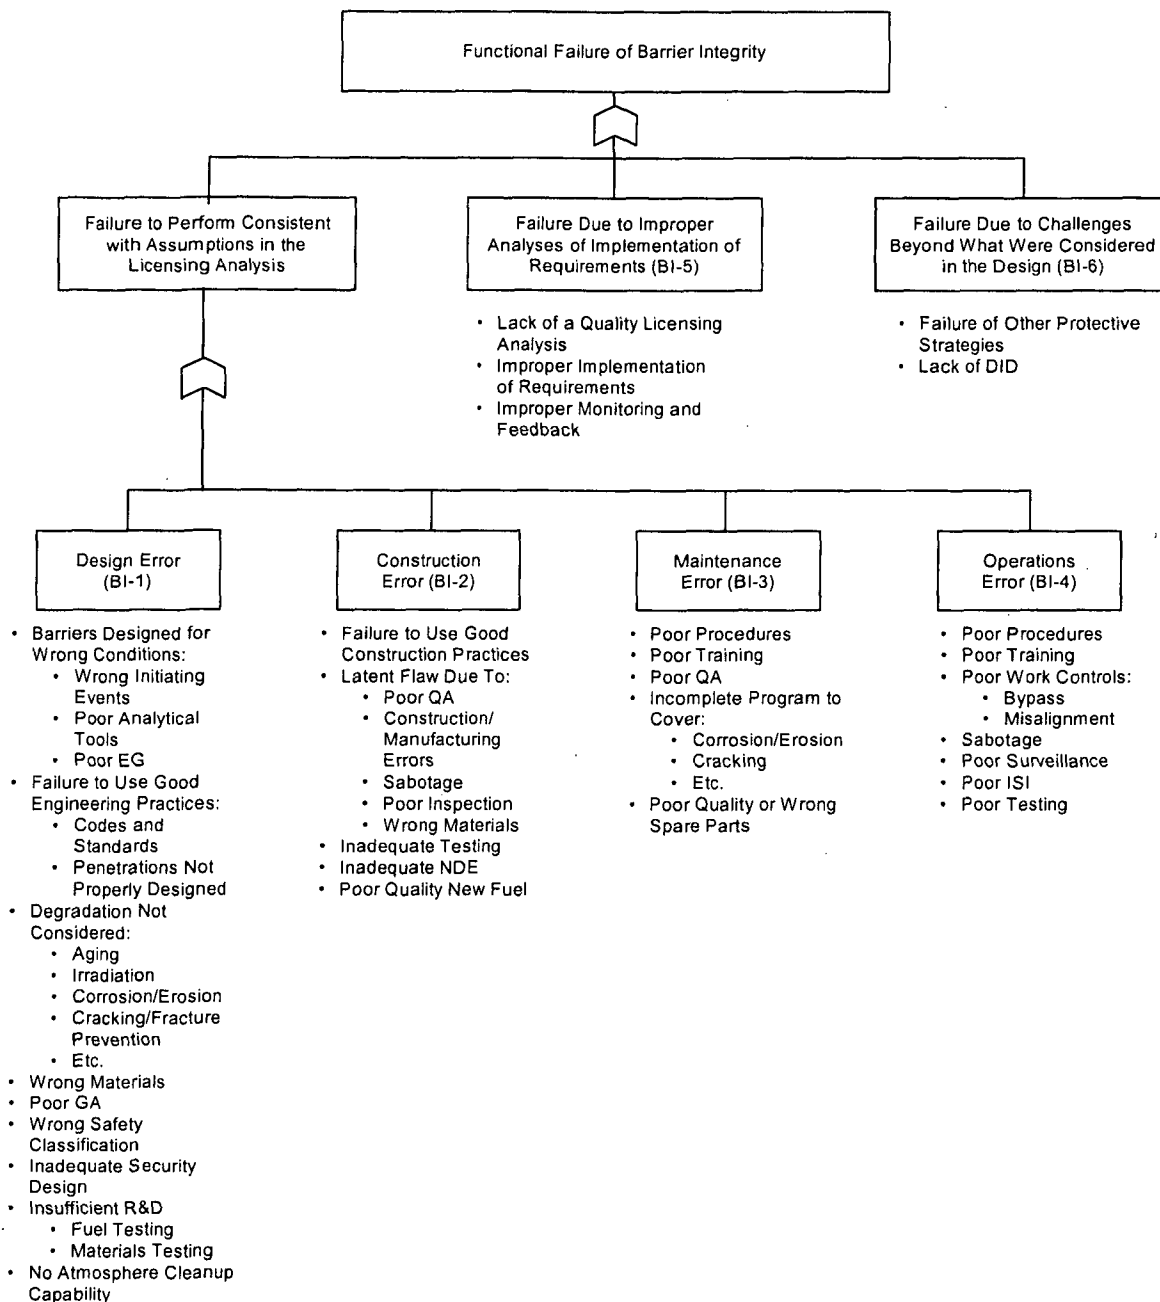 Functional Failure of Barrier Integrity
Failure to Perform Consistent
with Assumptions in the
Licensing Analysis
Failure Due to Improper
Analyses of Implementation of
Requirements (BI-5)
Failure Due to Challenges
Beyond What Were Considered
in the Design (BI-6)
• Lack of a Quality Licensing
Analysis
• Improper Implementation
of Requirements
• Improper Monitoring and
Feedback
• Failure of Other Protective
Strategies
• Lack of DID
Design Error
(BI-1)
Construction
Error (BI-2)
Maintenance
Error (BI-3)
Operations
Error (BI-4)
• Barriers Designed for
Wrong Conditions:
• Wrong Initiating
Events
• Poor Analytical
Tools
• Poor EG
• Failure to Use Good
Engineering Practices:
• Codes and
Standards
• Penetrations Not
Properly Designed
• Degradation Not
Considered:
• Aging
• Irradiation
• Corrosion/Erosion
• Cracking/Fracture
Prevention
• Etc.
• Wrong Materials
• Poor GA
• Wrong Safety
Classification
• Inadequate Security
Design
• Insufficient R&D
• Fuel Testing
• Materials Testing
• No Atmosphere Cleanup
Capability
• Failure to Use Good
Construction Practices
• Latent Flaw Due To:
• Poor QA
• Construction/
Manufacturing
Errors
• Sabotage
• Poor Inspection
• Wrong Materials
• Inadequate Testing
• Inadequate NDE
• Poor Quality New Fuel
• Poor Procedures
• Poor Training
• Poor QA
• Incomplete Program to
Cover:
• Corrosion/Erosion
• Cracking
• Etc.
• Poor Quality or Wrong
Spare Parts
• Poor Procedures
• Poor Training
• Poor Work Controls:
• Bypass
• Misalignment
• Sabotage
• Poor Surveillance
• Poor ISI
• Poor Testing